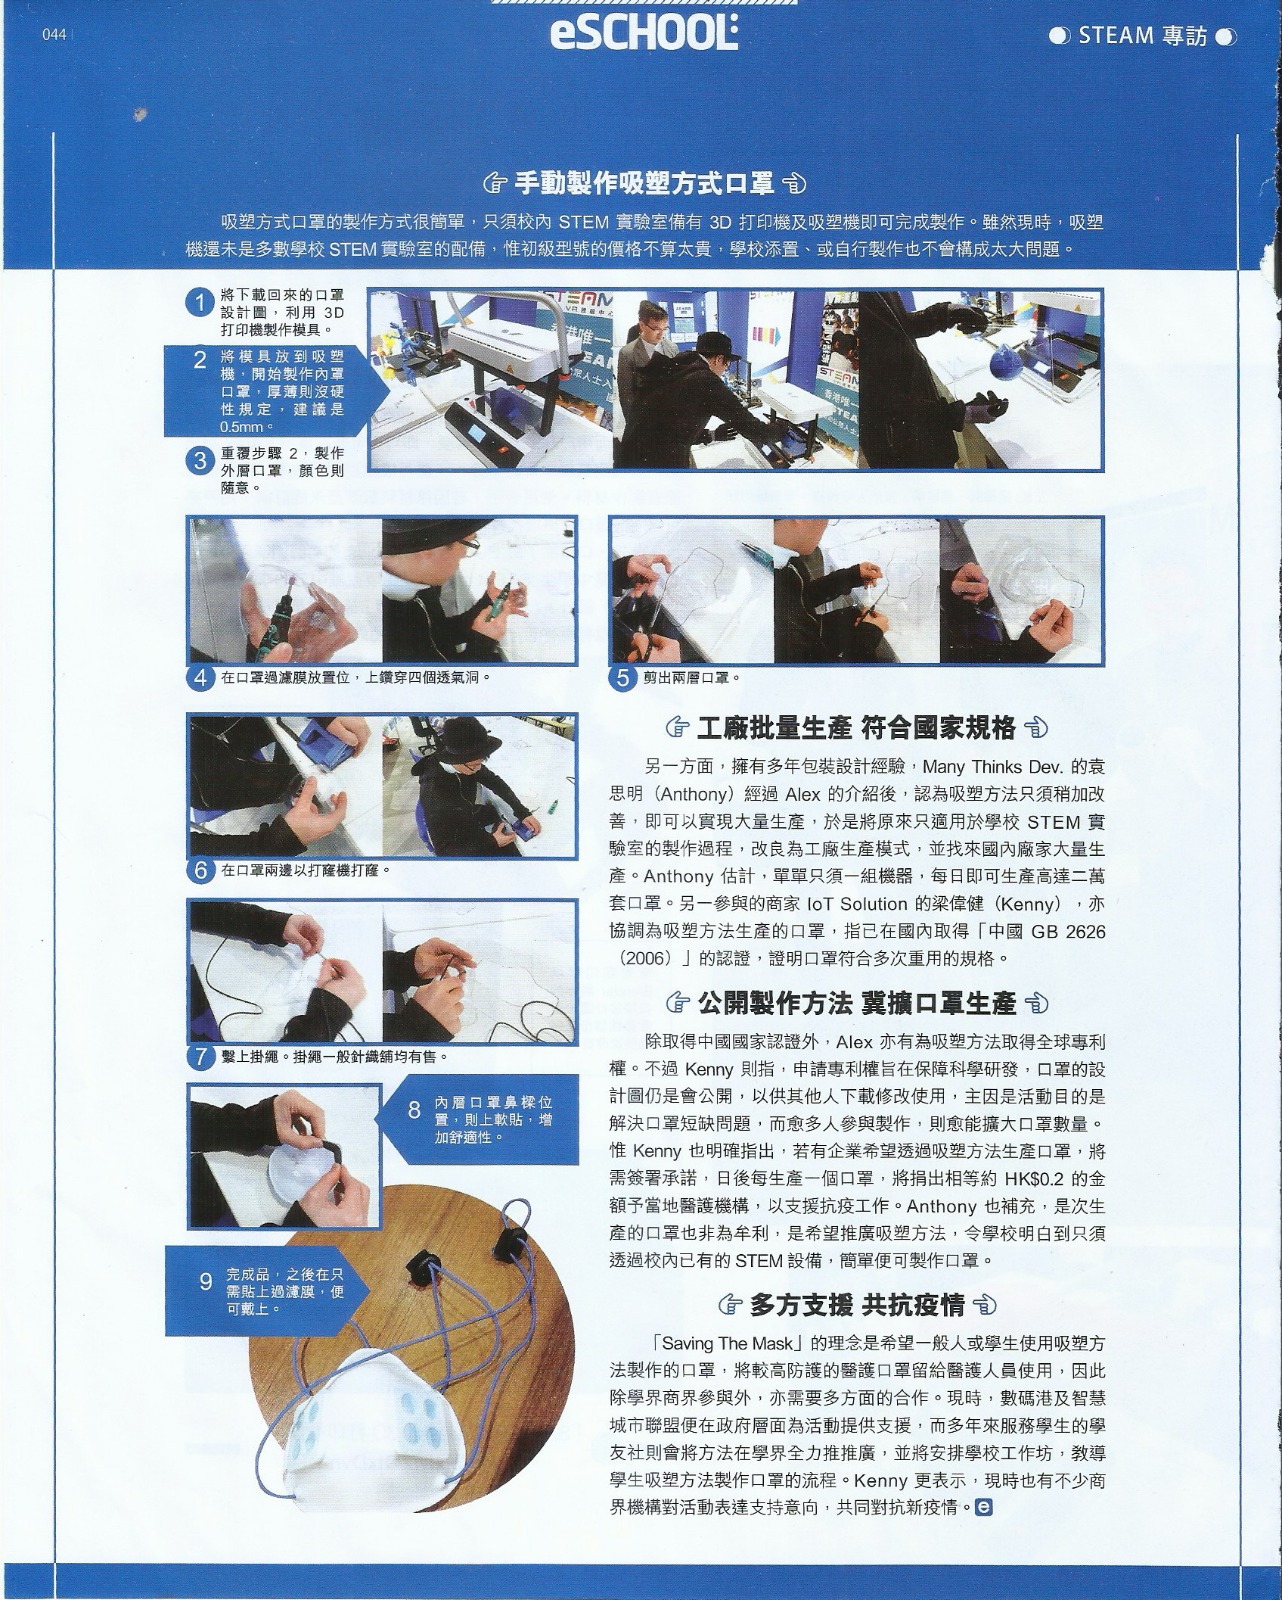 044
eSCHOOL
STEAM 專訪
手動製作吸塑方式口罩
吸塑方式口罩的製作方式很簡單，只須校內 STEM 實驗室備有 3D 打印機及吸塑機即可完成製作。雖然現時，吸塑
機還未是多數學校 STEM 實驗室的配備，惟初級型號的價格不算太貴，學校添置、或自行製作也不會構成太大問題。
1 將下載回來的口罩
設計圖，利用 3D
打印機製作模具。
2 將模具放到吸塑
機，開始製作內罩
口罩，厚薄則沒硬
性規定，建議是
0.5mm。
3 重覆步驟 2，製作
外層口罩，顏色則
隨意。
4 在口罩過濾膜放置位，上鑽穿四個透氣洞。
5 剪出兩層口罩。
6 在口罩兩邊以打窿機打窿。
7 繫上掛繩。掛繩一般針織舖均有售。
8 內層口罩鼻樑位
置，則上軟貼，增
加舒適性。
9 完成品，之後在只
需貼上過濾膜，便
可戴上。
工廠批量生產 符合國家規格
另一方面，擁有多年包裝設計經驗，Many Thinks Dev. 的袁
思明（Anthony）經過 Alex 的介紹後，認為吸塑方法只須稍加改
善，即可以實現大量生產，於是將原來只適用於學校 STEM 實
驗室的製作過程，改良為工廠生產模式，並找來國內廠家大量生
產。Anthony 估計，單單只須一組機器，每日即可生產高達二萬
套口罩。另一參與的商家 IoT Solution 的梁偉健（Kenny），亦
協調為吸塑方法生產的口罩，指已在國內取得「中國 GB 2626
（2006）」的認證，證明口罩符合多次重用的規格。
公開製作方法 冀擴口罩生產
除取得中國國家認證外，Alex 亦有為吸塑方法取得全球專利
權。不過 Kenny 則指，申請專利權旨在保障科學研發，口罩的設
計圖仍是會公開，以供其他人下載修改使用，主因是活動目的是
解決口罩短缺問題，而愈多人參與製作，則愈能擴大口罩數量。
惟 Kenny 也明確指出，若有企業希望透過吸塑方法生產口罩，將
需簽署承諾，日後每生產一個口罩，將捐出相等約 HK$0.2 的金
額予當地醫護機構，以支援抗疫工作。Anthony 也補充，是次生
產的口罩也非為牟利，是希望推廣吸塑方法，令學校明白到只須
透過校內已有的 STEM 設備，簡單便可製作口罩。
多方支援 共抗疫情
「Saving The Mask」的理念是希望一般人或學生使用吸塑方
法製作的口罩，將較高防護的醫護口罩留給醫護人員使用，因此
除學界商界參與外，亦需要多方面的合作。現時，數碼港及智慧
城市聯盟便在政府層面為活動提供支援，而多年來服務學生的學
友社則會將方法在學界全力推推廣，並將安排學校工作坊，教導
學生吸塑方法製作口罩的流程。Kenny 更表示，現時也有不少商
界機構對活動表達支持意向，共同對抗新疫情。e